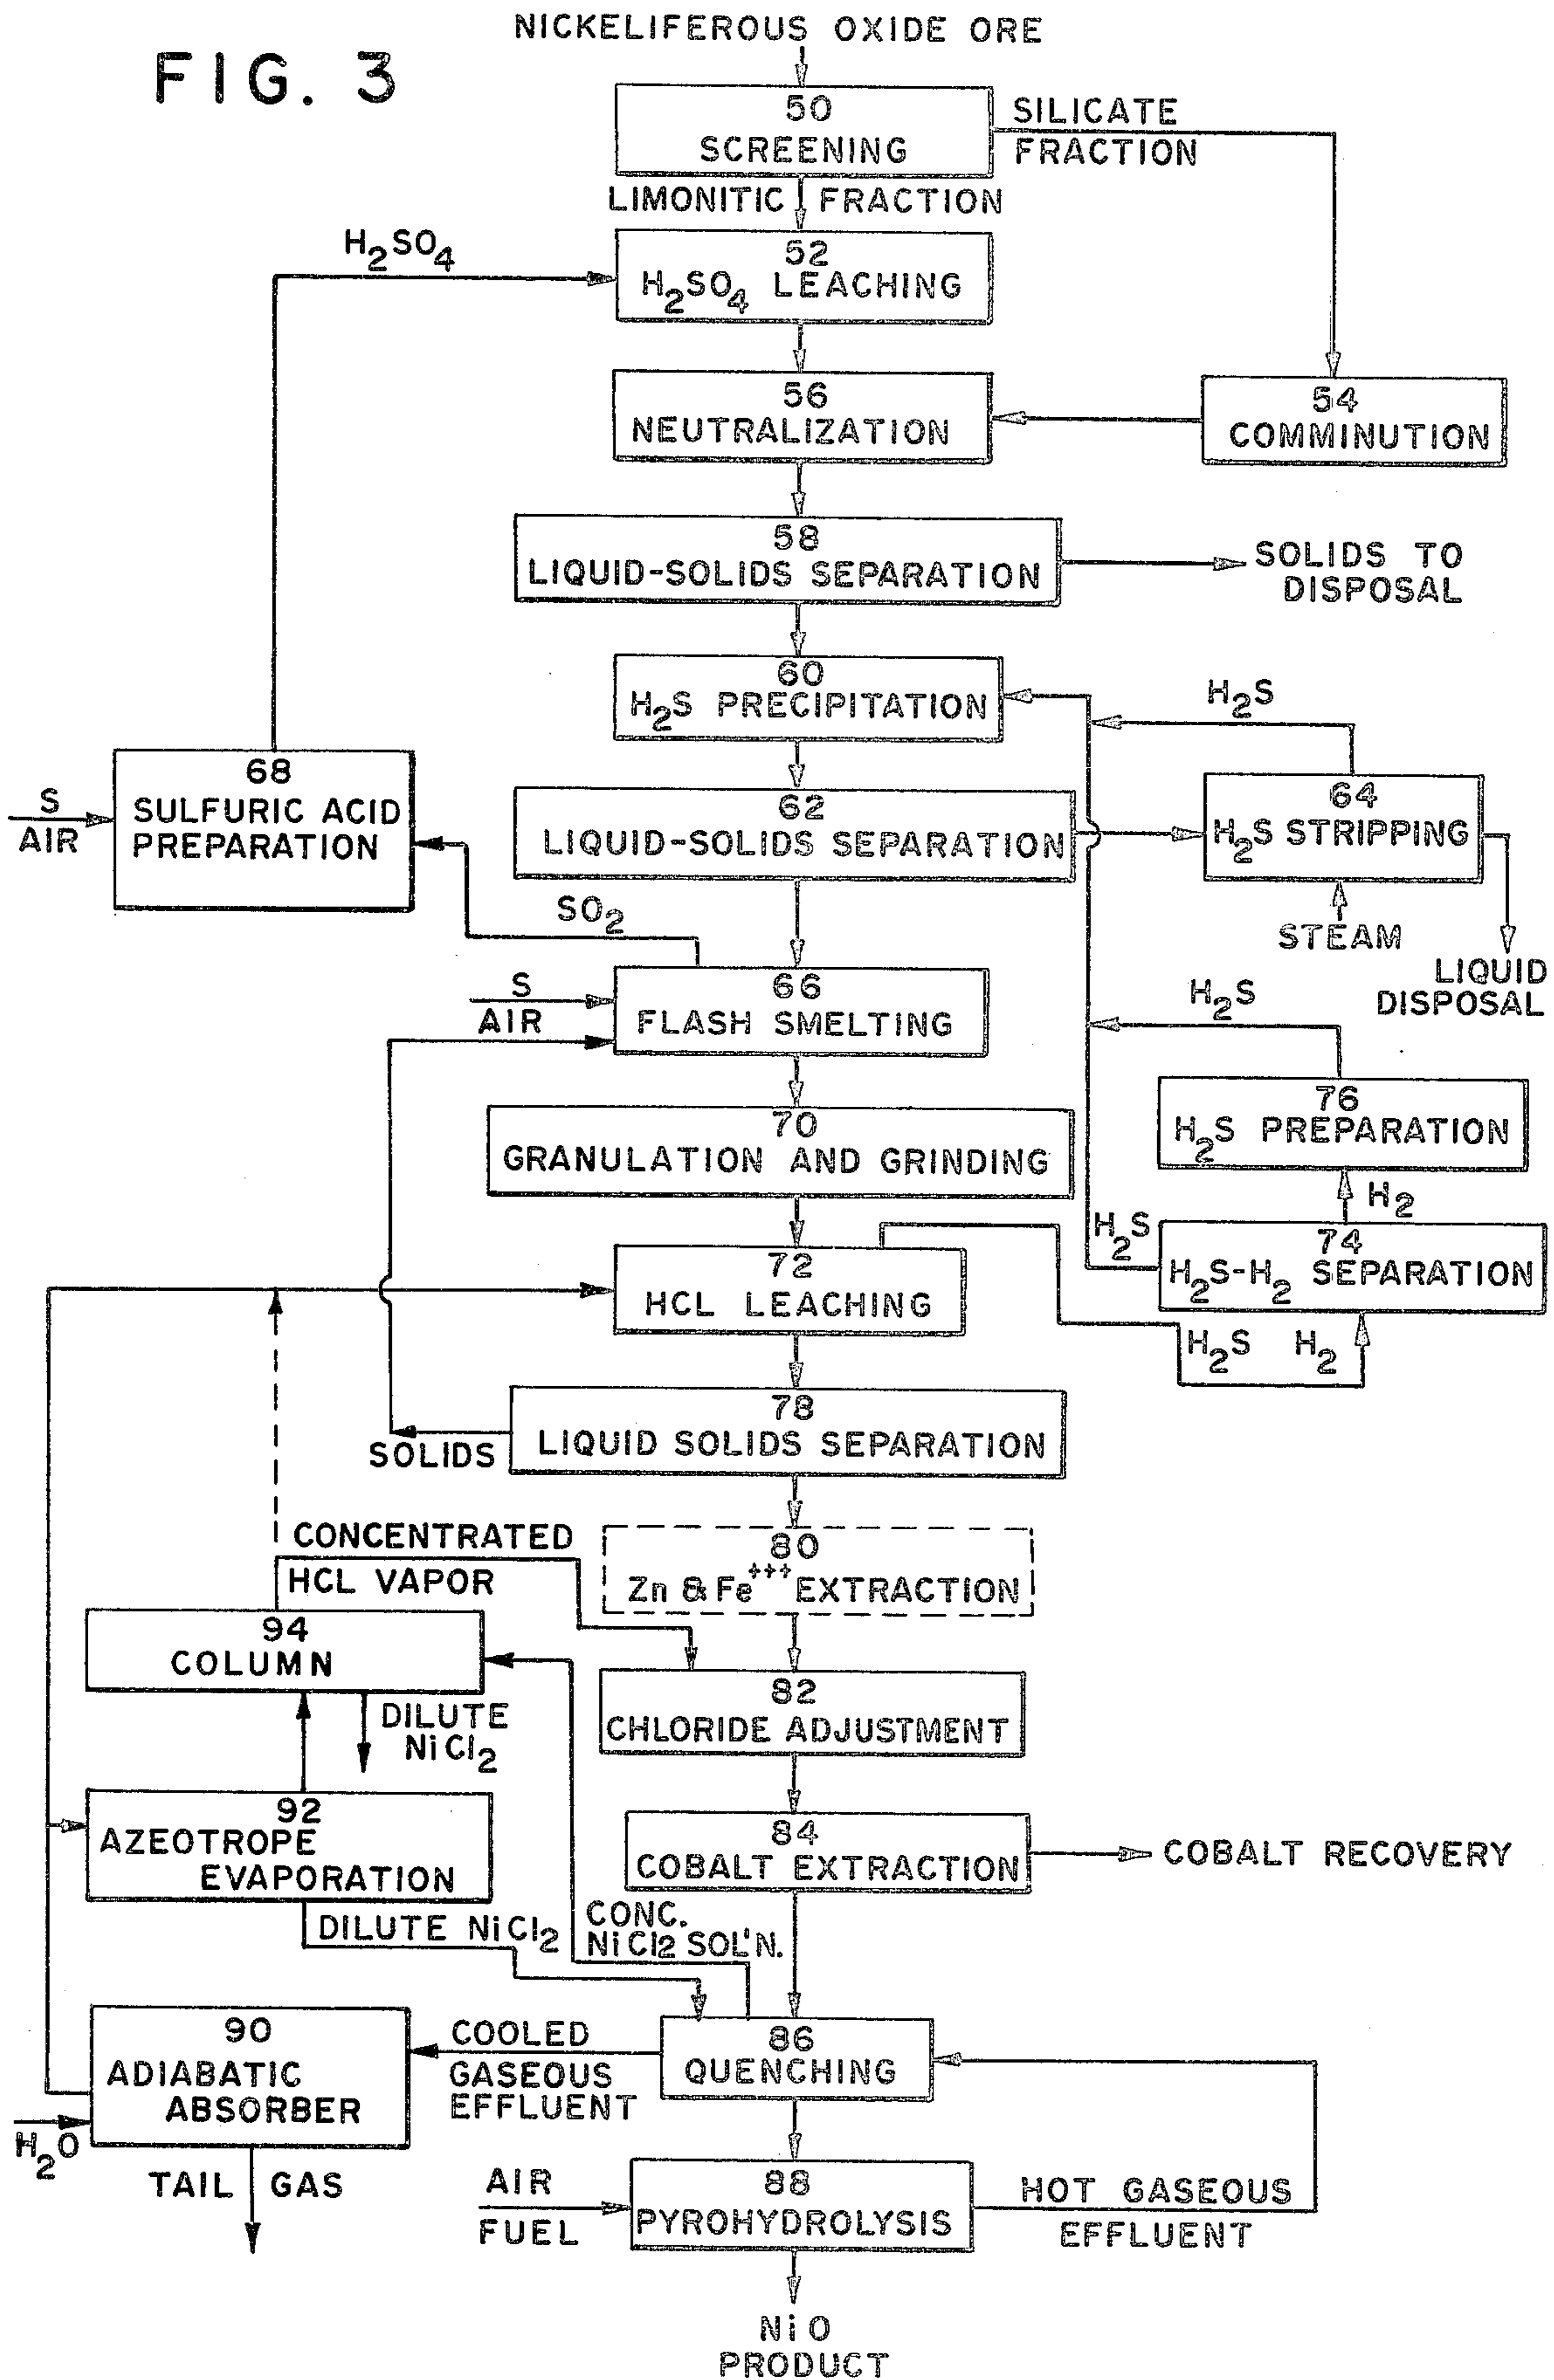 FIG. 3
NICKELIFEROUS OXIDE ORE
50
SCREENING
SILICATE
FRACTION
LIMONITIC FRACTION
H2SO4
52
H2SO4 LEACHING
56
NEUTRALIZATION
54
COMMINUTION
58
LIQUID-SOLIDS SEPARATION
SOLIDS TO
DISPOSAL
60
H2S PRECIPITATION
H2S
68
SULFURIC ACID
PREPARATION
S
AIR
62
LIQUID-SOLIDS SEPARATION
64
H2S STRIPPING
STEAM
LIQUID
DISPOSAL
SO2
S
AIR
66
FLASH SMELTING
H2S
70
GRANULATION AND GRINDING
76
H2S PREPARATION
H2
H2S
74
H2S-H2 SEPARATION
72
HCL LEACHING
H2S H2
78
LIQUID SOLIDS SEPARATION
SOLIDS
CONCENTRATED
HCL VAPOR
80
Zn & Fe+++ EXTRACTION
94
COLUMN
82
CHLORIDE ADJUSTMENT
DILUTE
NiCl2
92
AZEOTROPE
EVAPORATION
84
COBALT EXTRACTION
COBALT RECOVERY
DILUTE NiCl2
CONC.
NiCl2 SOL'N.
90
ADIABATIC
ABSORBER
COOLED
GASEOUS
EFFLUENT
86
QUENCHING
H2O
TAIL GAS
AIR
FUEL
88
PYROHYDROLYSIS
HOT GASEOUS
EFFLUENT
NiO
PRODUCT